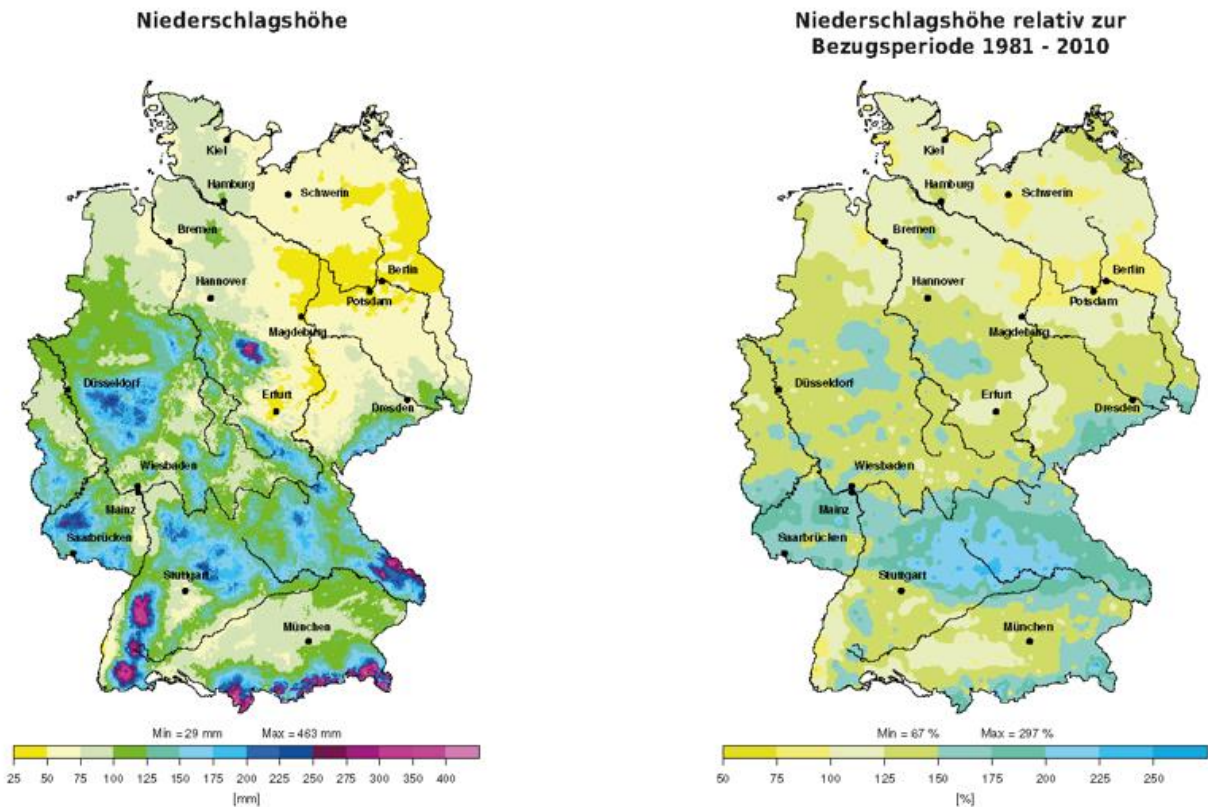 Niederschlagshöhe
Kiel
Hamburg
Schwerin
Bremen
Hannover
Berlin
Potsdam
Magdeburg
Düsseldorf
Erfurt
Dresden
Wiesbaden
Mainz
Saarbrücken
Stuttgart
München
Min = 29 mm Max = 463 mm
25 50 75 100 125 150 175 200 225 250 275 300 350 400
[mm]
Niederschlagshöhe relativ zur
Bezugsperiode 1981 - 2010
Kiel
Hamburg
Schwerin
Bremen
Hannover
Berlin
Potsdam
Magdeburg
Düsseldorf
Erfurt
Dresden
Wiesbaden
Mainz
Saarbrücken
Stuttgart
München
Min = 67 % Max = 297 %
50 75 100 125 150 175 200 225 250
[%]